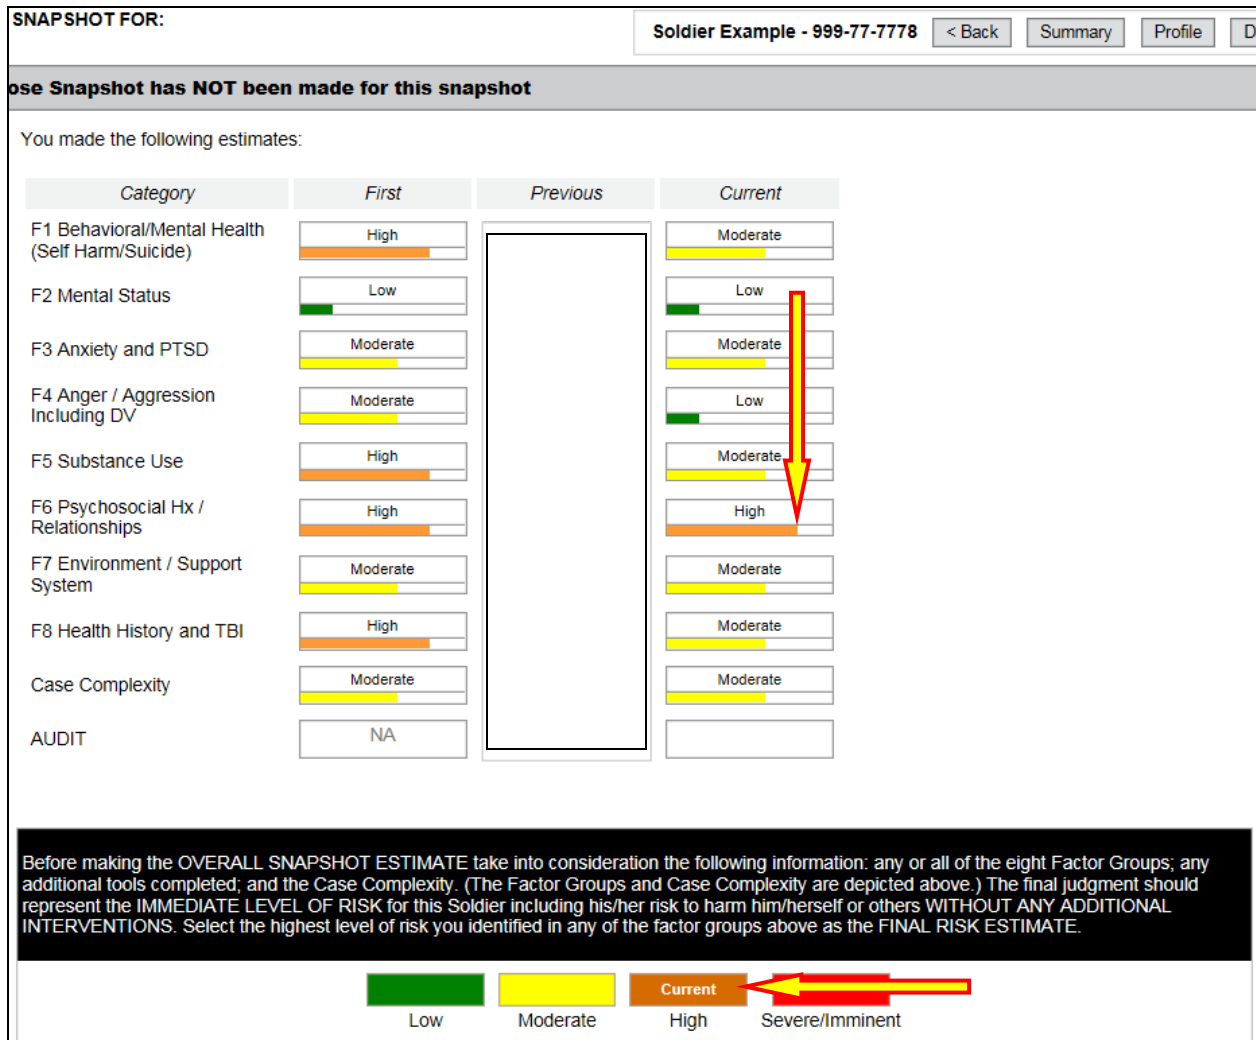 SNAPSHOT FOR:
Soldier Example - 999-77-7778 < Back Summary Profile D
ose Snapshot has NOT been made for this snapshot
You made the following estimates:
Category First Previous Current
F1 Behavioral/Mental Health
(Self Harm/Suicide)
High Moderate
F2 Mental Status Low Low
F3 Anxiety and PTSD Moderate Moderate
F4 Anger / Aggression
Including DV
Moderate Low
F5 Substance Use High Moderate
F6 Psychosocial Hx /
Relationships
High High
F7 Environment / Support
System
Moderate Moderate
F8 Health History and TBI High Moderate
Case Complexity Moderate Moderate
AUDIT NA
Before making the OVERALL SNAPSHOT ESTIMATE take into consideration the following information: any or all of the eight Factor Groups; any
additional tools completed; and the Case Complexity. (The Factor Groups and Case Complexity are depicted above.) The final judgment should
represent the IMMEDIATE LEVEL OF RISK for this Soldier including his/her risk to harm him/herself or others WITHOUT ANY ADDITIONAL
INTERVENTIONS. Select the highest level of risk you identified in any of the factor groups above as the FINAL RISK ESTIMATE.
Current
Low Moderate High Severe/Imminent